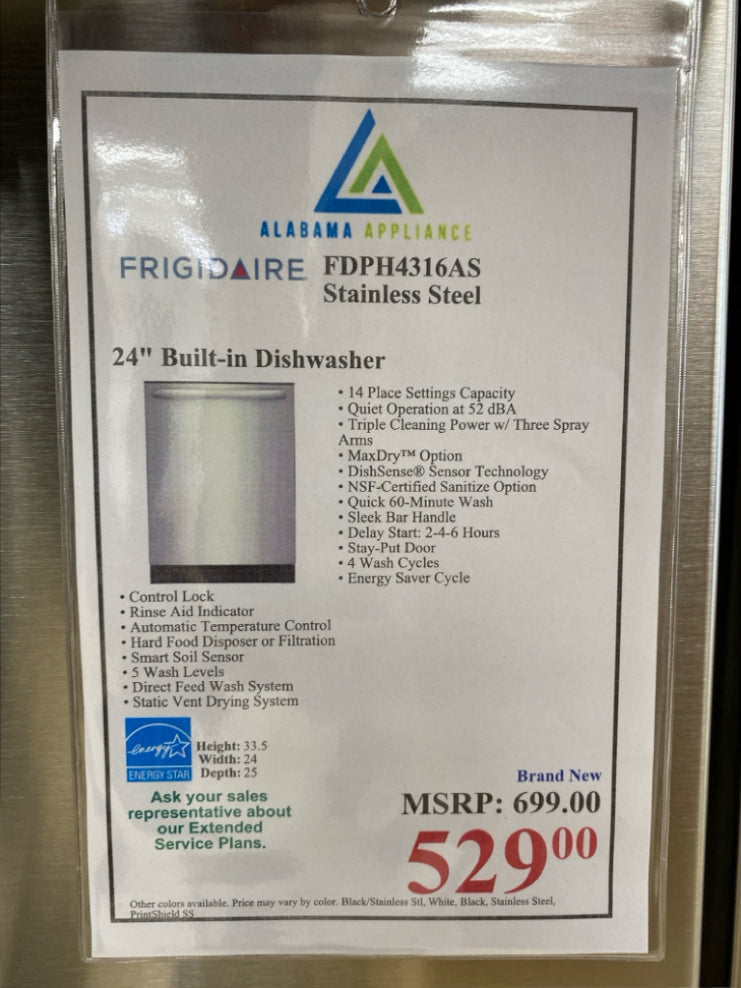 ALABAMA APPLIANCE
FRIGIDAIRE FDPH4316AS
Stainless Steel
24" Built-in Dishwasher
• 14 Place Settings Capacity
• Quiet Operation at 52 dBA
• Triple Cleaning Power w/ Three Spray
Arms
• MaxDry™ Option
• DishSense® Sensor Technology
• NSF-Certified Sanitize Option
• Quick 60-Minute Wash
• Sleek Bar Handle
• Delay Start: 2-4-6 Hours
• Stay-Put Door
• 4 Wash Cycles
• Energy Saver Cycle
• Control Lock
• Rinse Aid Indicator
• Automatic Temperature Control
• Hard Food Disposer or Filtration
• Smart Soil Sensor
• 5 Wash Levels
• Direct Feed Wash System
• Static Vent Drying System
energy
ENERGY STAR
Height: 33.5
Width: 24
Depth: 25
Ask your sales
representative about
our Extended
Service Plans.
Brand New
MSRP: 699.00
52900
Other colors available. Price may vary by color. Black/Stainless Stl, White, Black, Stainless Steel,
PrintShield SS